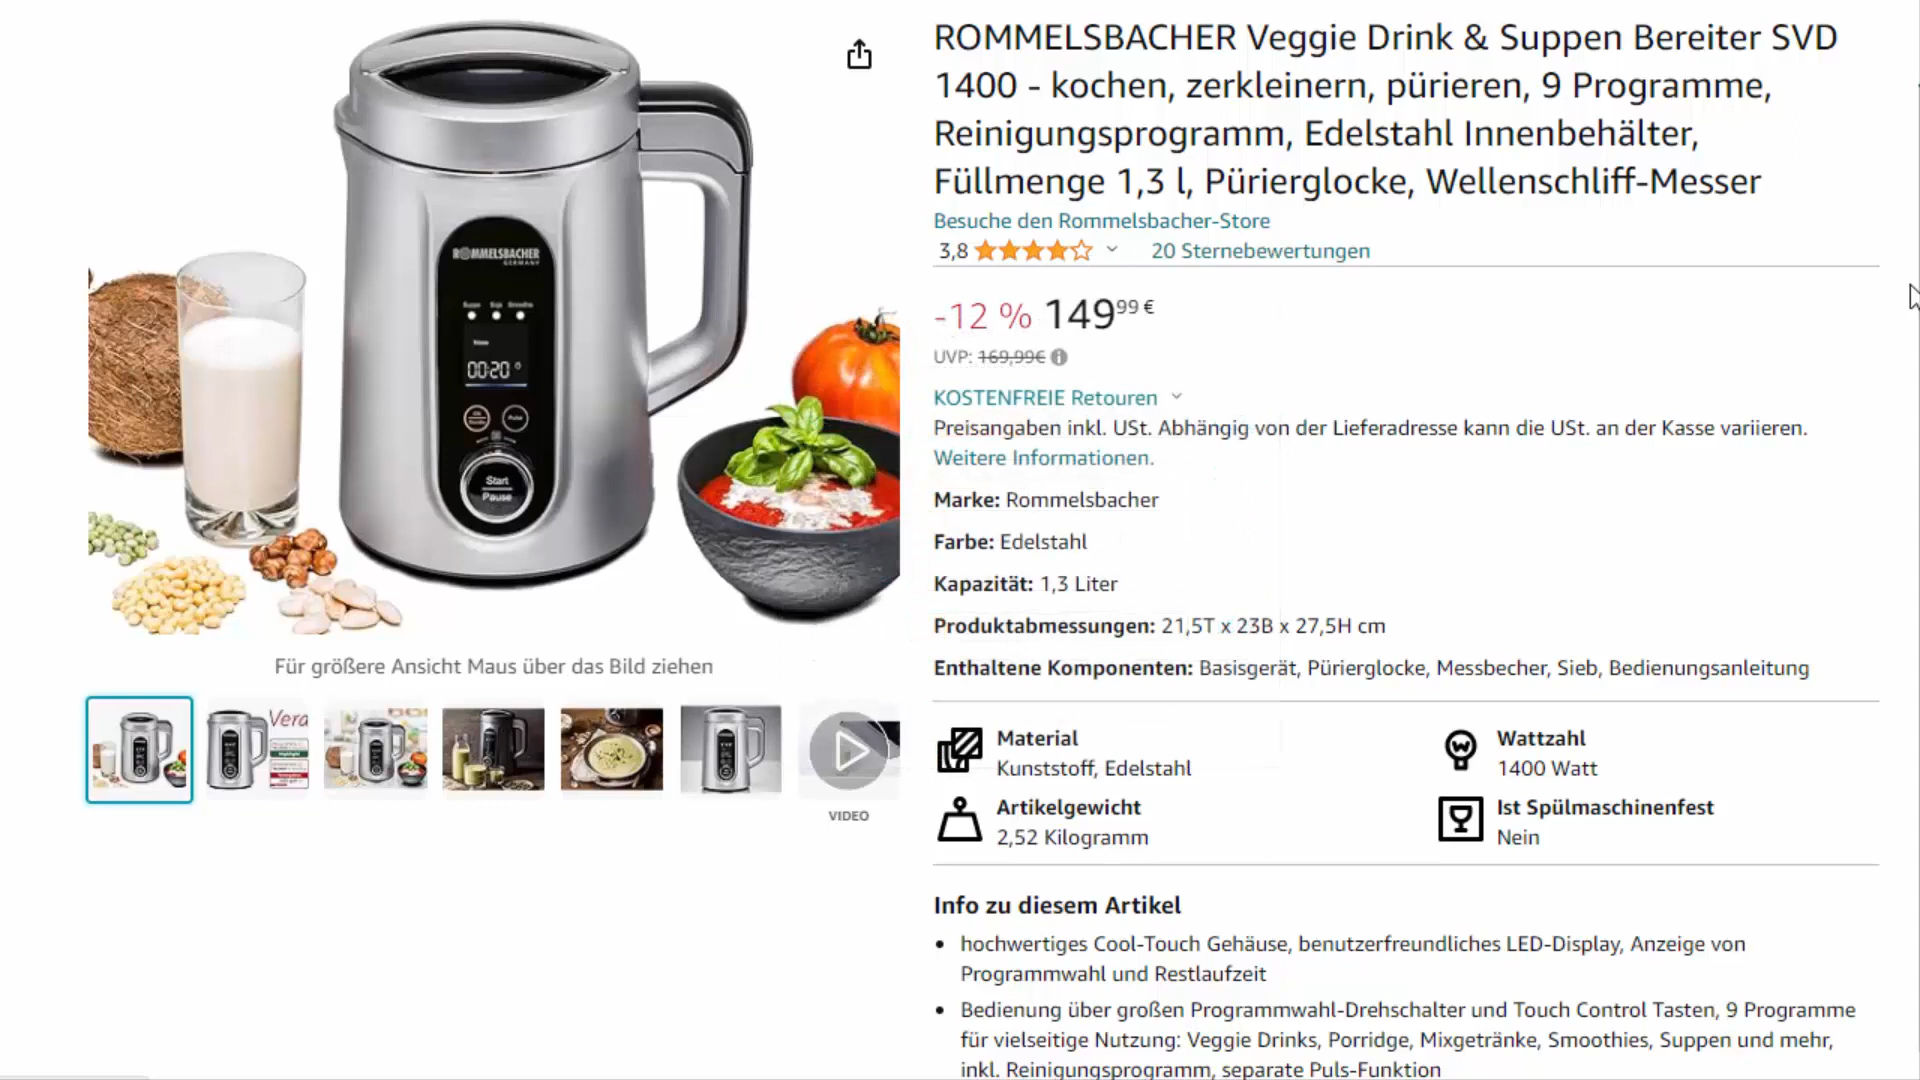 ROMMELSBACHER Veggie Drink & Suppen Bereiter SVD
1400 - kochen, zerkleinern, pürieren, 9 Programme,
Reinigungsprogramm, Edelstahl Innenbehälter,
Füllmenge 1,3 l, Pürierglocke, Wellenschliff-Messer
Besuche den Rommelsbacher-Store
3,8 20 Sternebewertungen
-12 % 149 99 €
UVP: 169,99€
KOSTENFREIE Retouren
Preisangaben inkl. USt. Abhängig von der Lieferadresse kann die USt. an der Kasse variieren.
Weitere Informationen.
Marke: Rommelsbacher
Farbe: Edelstahl
Kapazität: 1,3 Liter
Produktabmessungen: 21,5T x 23B x 27,5H cm
Enthaltene Komponenten: Basisgerät, Pürierglocke, Messbecher, Sieb, Bedienungsanleitung
Material
Kunststoff, Edelstahl
Wattzahl
1400 Watt
Artikelgewicht
2,52 Kilogramm
Ist Spülmaschinenfest
Nein
Info zu diesem Artikel
hochwertiges Cool-Touch Gehäuse, benutzerfreundliches LED-Display, Anzeige von
Programmwahl und Restlaufzeit
Bedienung über großen Programmwahl-Drehschalter und Touch Control Tasten, 9 Programme
für vielseitige Nutzung: Veggie Drinks, Porridge, Mixgetränke, Smoothies, Suppen und mehr,
inkl. Reinigungsprogramm, separate Puls-Funktion
ROMMELSBACHER
GERMANY
Suppe Soja Smoothie
00:20
Pulse
Start
Pause
Für größere Ansicht Maus über das Bild ziehen
Vera
VIDEO